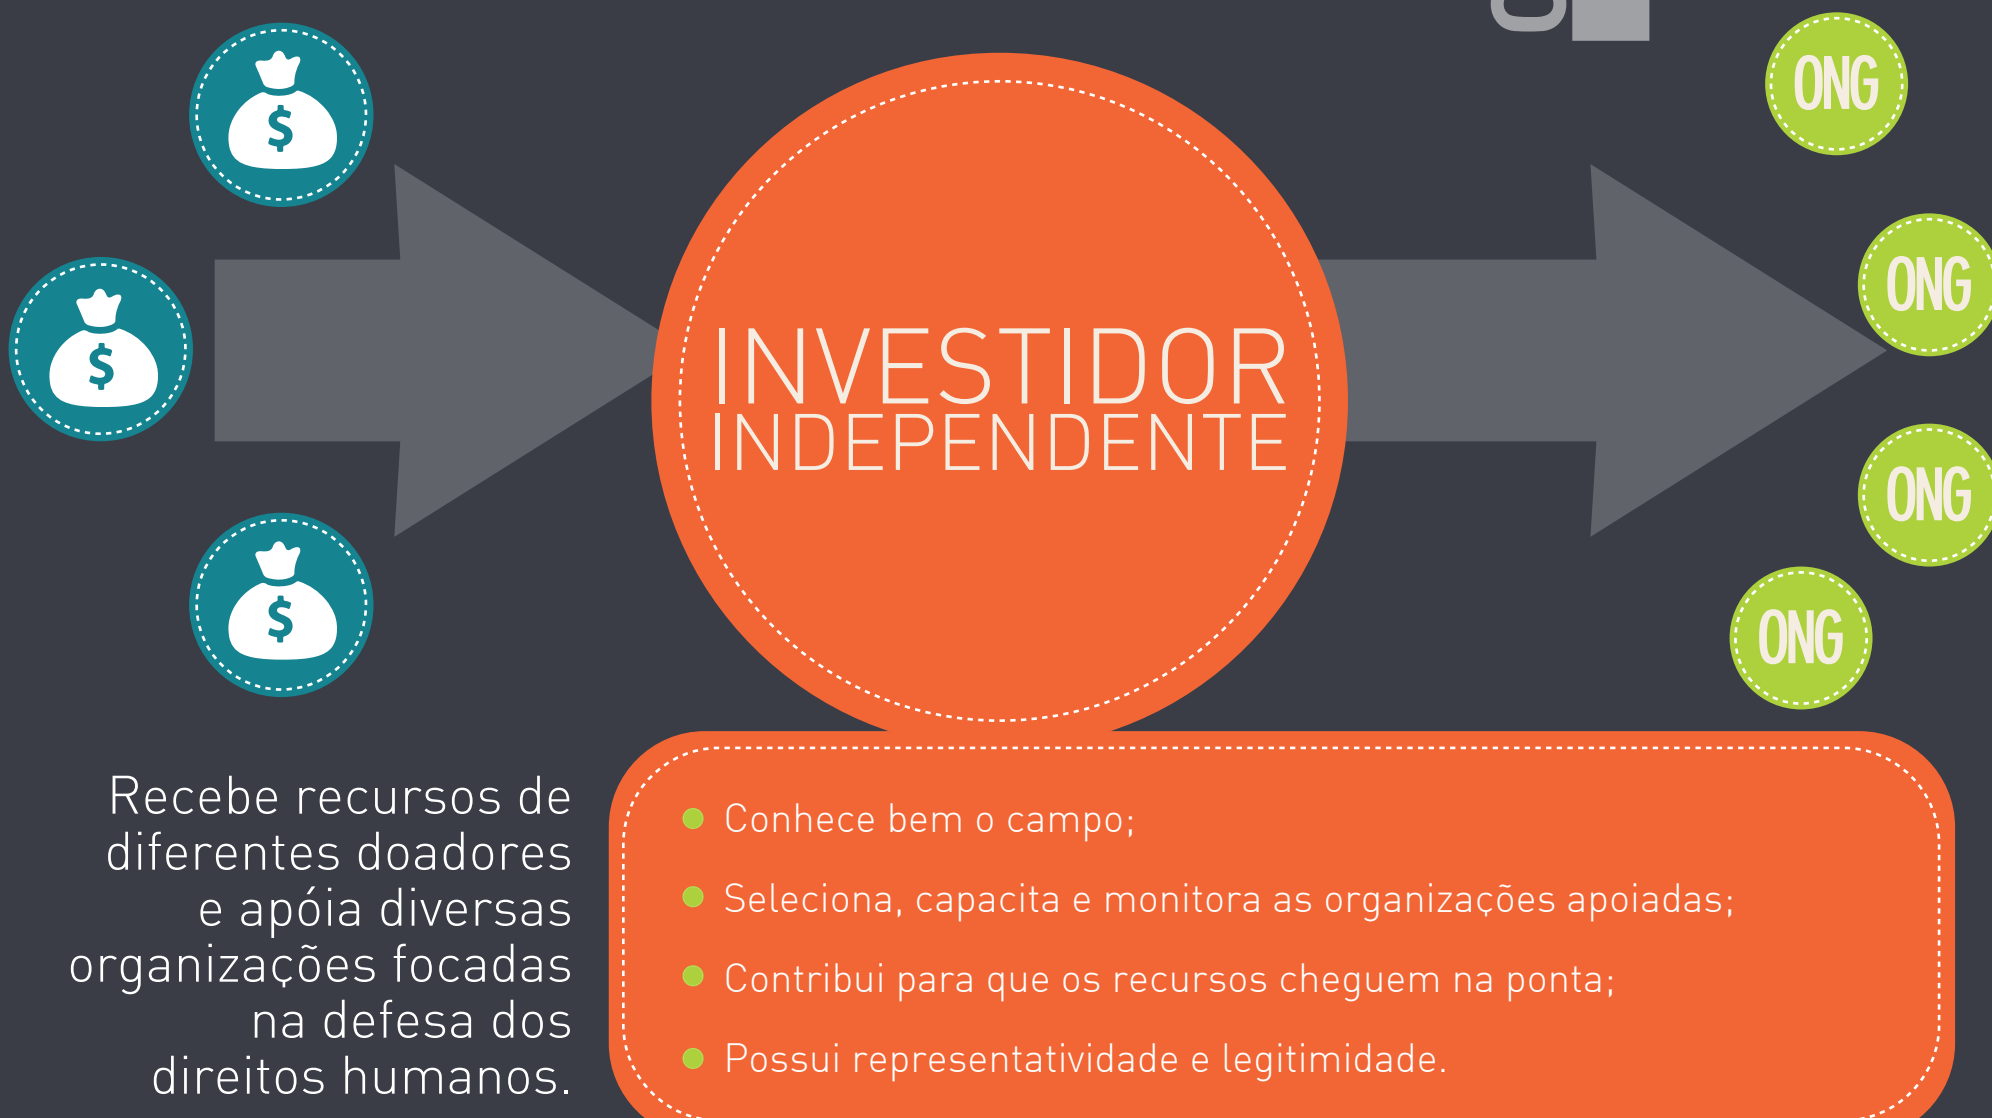 ONG
ONG
ONG
ONG
$
$
$
INVESTIDOR
INDEPENDENTE
Recebe recursos de
diferentes doadores
e apóia diversas
organizações focadas
na defesa dos
direitos humanos.
Conhece bem o campo;
Seleciona, capacita e monitora as organizações apoiadas;
Contribui para que os recursos cheguem na ponta;
Possui representatividade e legitimidade.